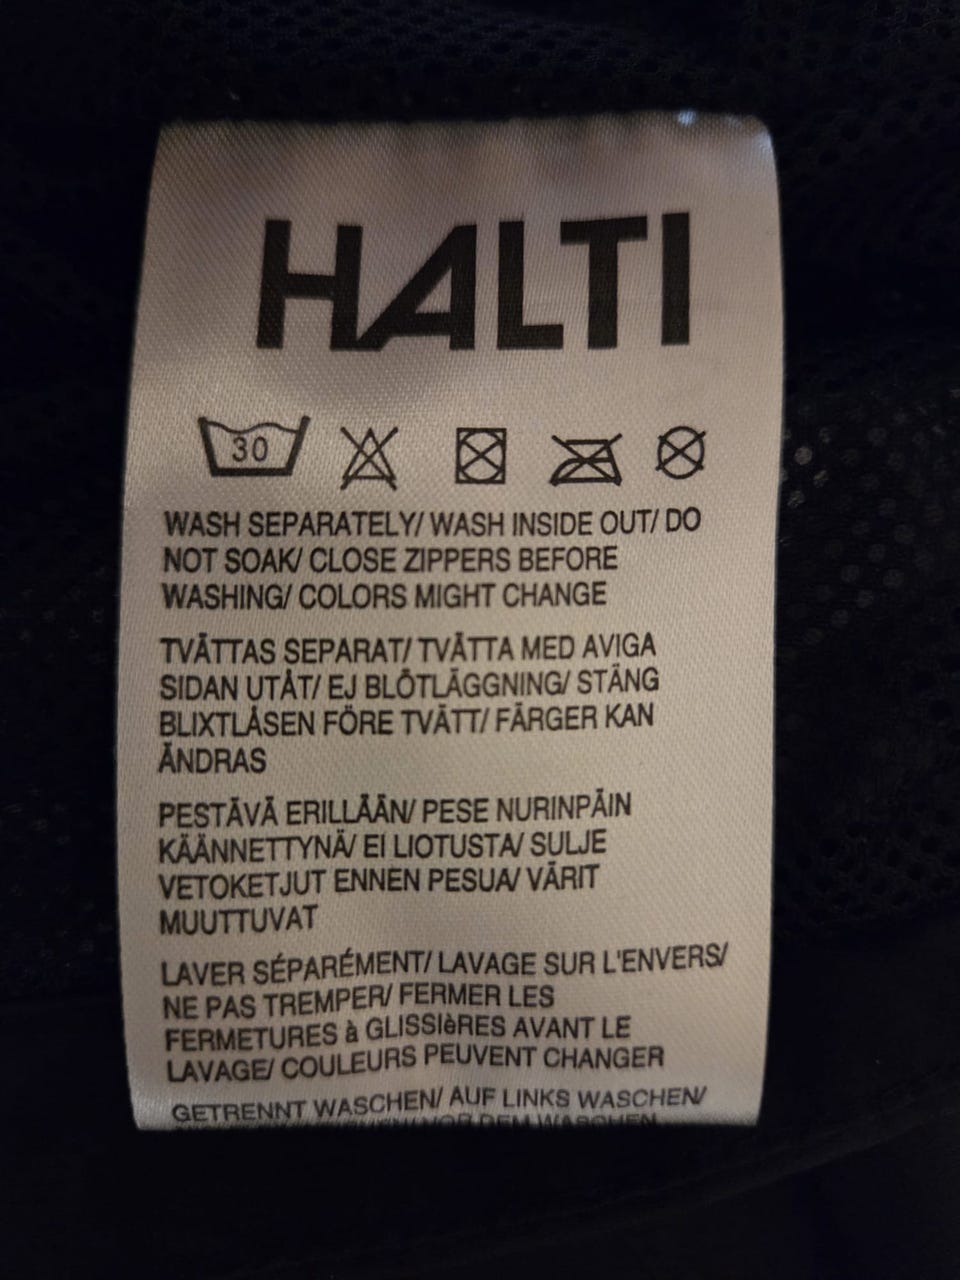 HALTI
30
WASH SEPARATELY/ WASH INSIDE OUT/ DO
NOT SOAK/ CLOSE ZIPPERS BEFORE
WASHING/ COLORS MIGHT CHANGE
TVÄTTAS SEPARAT/ TVÄTTA MED AVIGA
SIDAN UTÅT/ EJ BLÖTLÄGGNING/ STÄNG
BLIXTLÅSEN FÖRE TVÄTT/ FÄRGER KAN
ÄNDRAS
PESTÄVÄ ERILLÄÄN/ PESE NURINPÄIN
KÄÄNNETTYNÄ/ EI LIOTUSTA/ SULJE
VETOKETJUT ENNEN PESUA/ VÄRIT
MUUTTUVAT
LAVER SÉPARÉMENT/ LAVAGE SUR L'ENVERS/
NE PAS TREMPER/ FERMER LES
FERMETURES à GLISSIèRES AVANT LE
LAVAGE/ COULEURS PEUVENT CHANGER
GETRENNT WASCHEN/ AUF LINKS WASCHEN/
VOR DEM WASCHEN